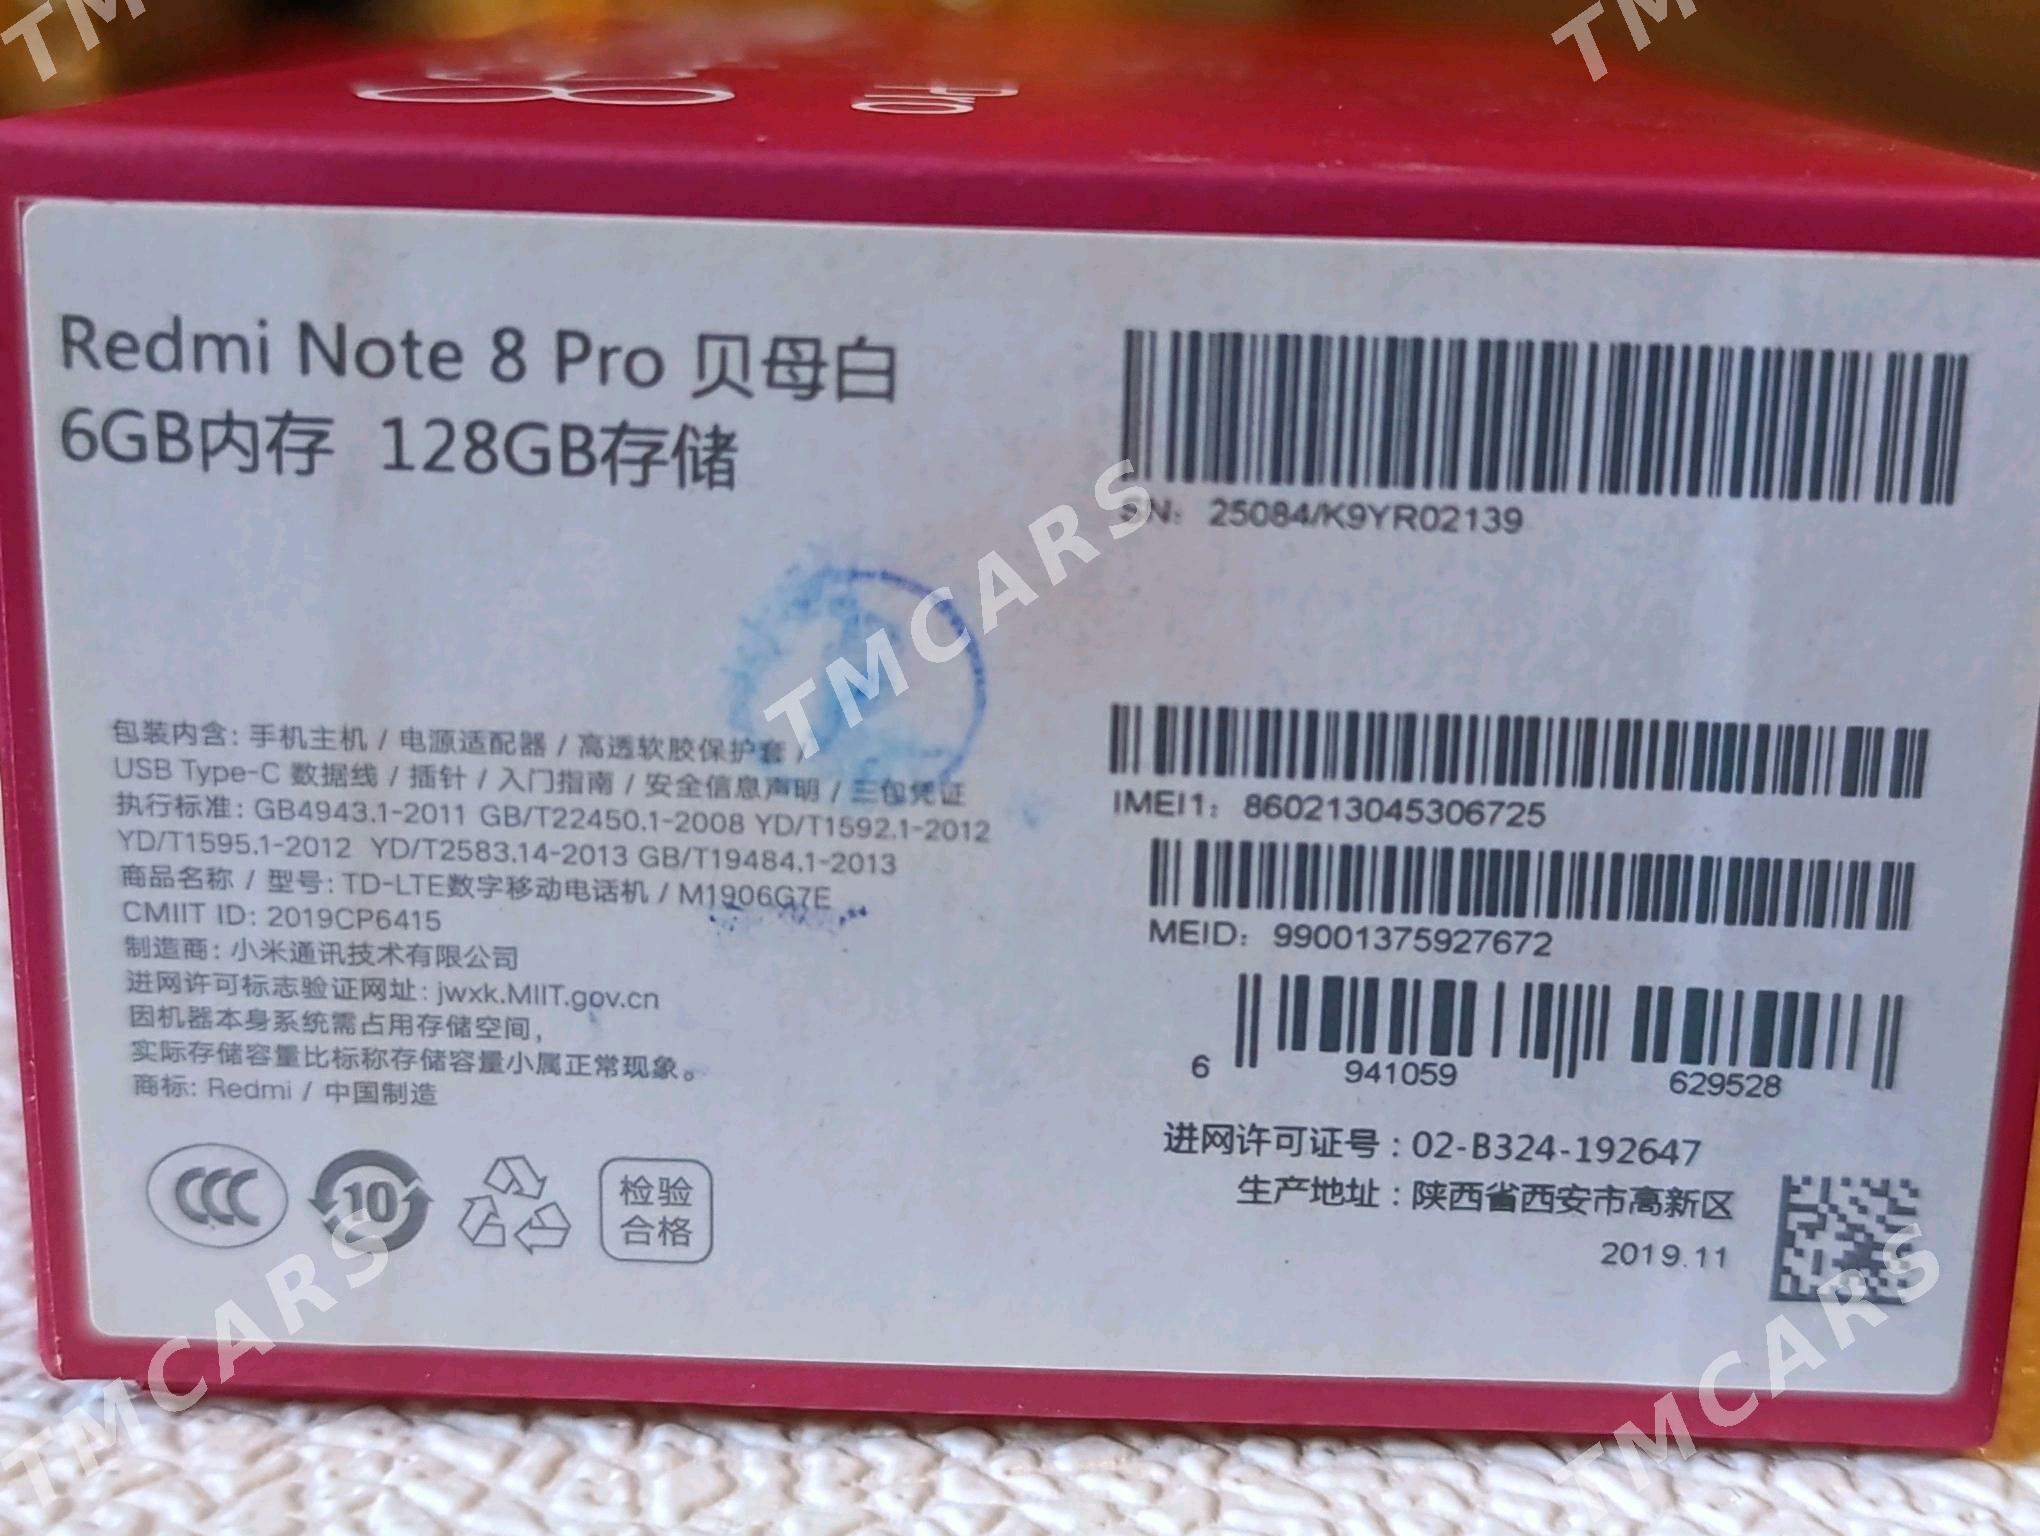 Redmi Note 8 Pro 贝母白
6GB内存 128GB存储
SN: 25084/K9YR02139
包装内含: 手机主机 / 电源适配器 / 高透软胶保护套 /
USB Type-C 数据线 / 插针 / 入门指南 / 安全信息声明 / 三包凭证
执行标准: GB4943.1-2011 GB/T22450.1-2008 YD/T1592.1-2012
YD/T1595.1-2012 YD/T2583.14-2013 GB/T19484.1-2013
商品名称 / 型号: TD-LTE数字移动电话机 / M1906G7E
CMIIT ID: 2019CP6415
制造商: 小米通讯技术有限公司
进网许可标志验证网址: jwxk.MIIT.gov.cn
因机器本身系统需占用存储空间,
实际存储容量比标称存储容量小属正常现象。
商标: Redmi / 中国制造
CCC
10
检验
合格
IMEI1: 860213045306725
MEID: 99001375927672
6 941059 629528
进网许可证号 : 02-B324-192647
生产地址 : 陕西省西安市高新区
2019.11
TMCARS
TMCARS
TMCARS